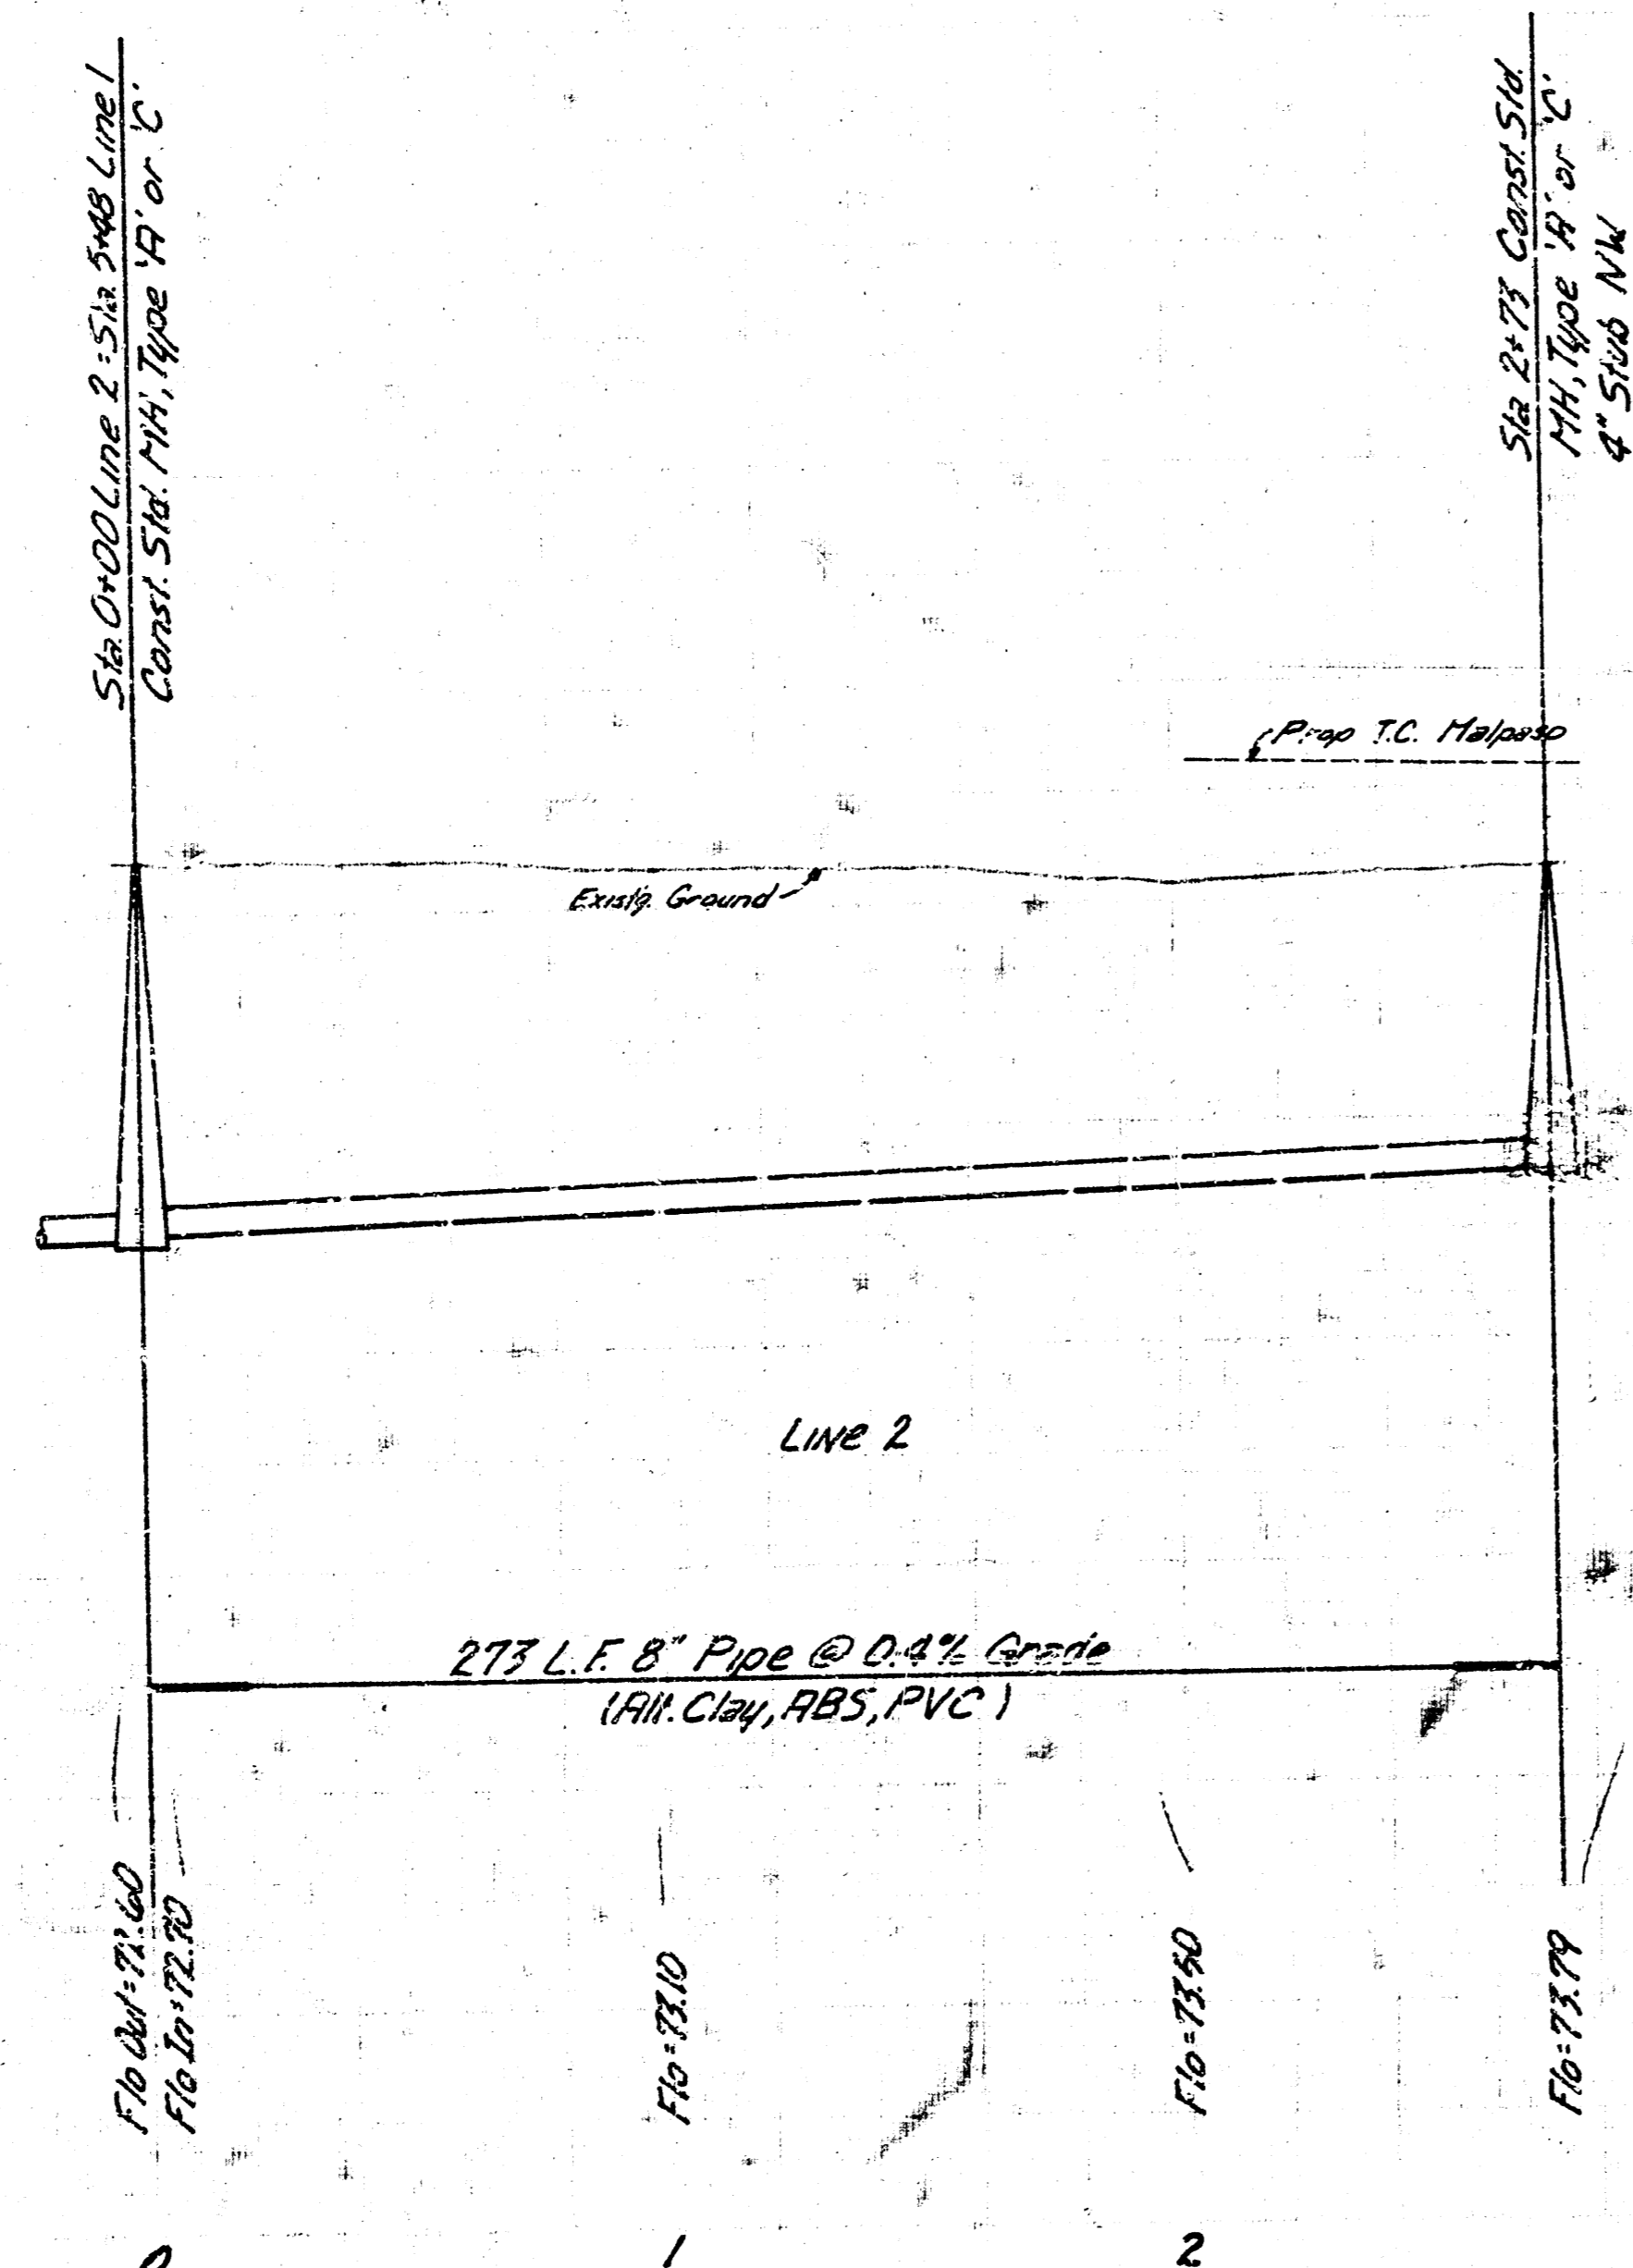 Sta. 0+00 Line 2 = Sta. 5+48 Line 1
Const. Std. MH, Type 'A' or 'C'
Sta 2+73 Const. Std.
MH, Type 'A' or 'C'
4" Stub NW
Prop T.C. Malpaso
Existg. Ground
LINE 2
273 L.F. 8" Pipe @ 0.4% Grade
(Alt. Clay, ABS, PVC)
Flo Out = 72.60
Flo In = 72.70
Flo = 73.10
Flo = 73.50
Flo = 73.79
0
1
2